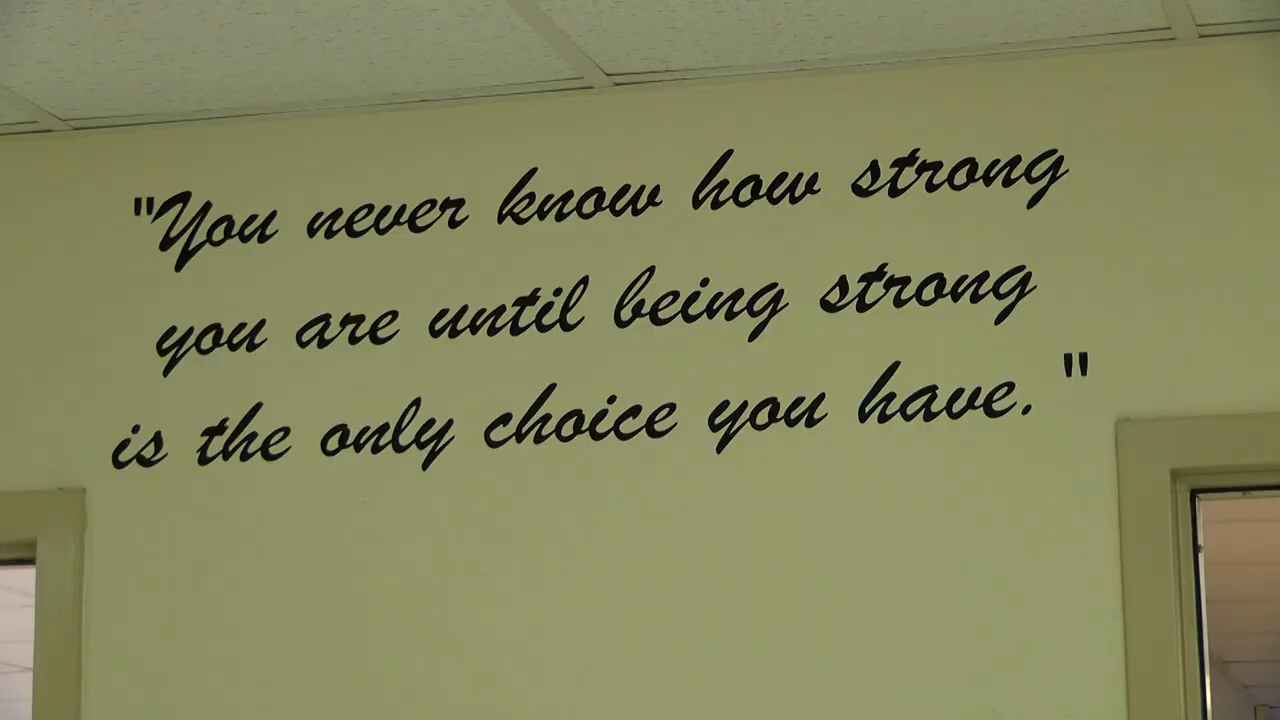 "You never know how strong
you are until being strong
is the only choice you have."